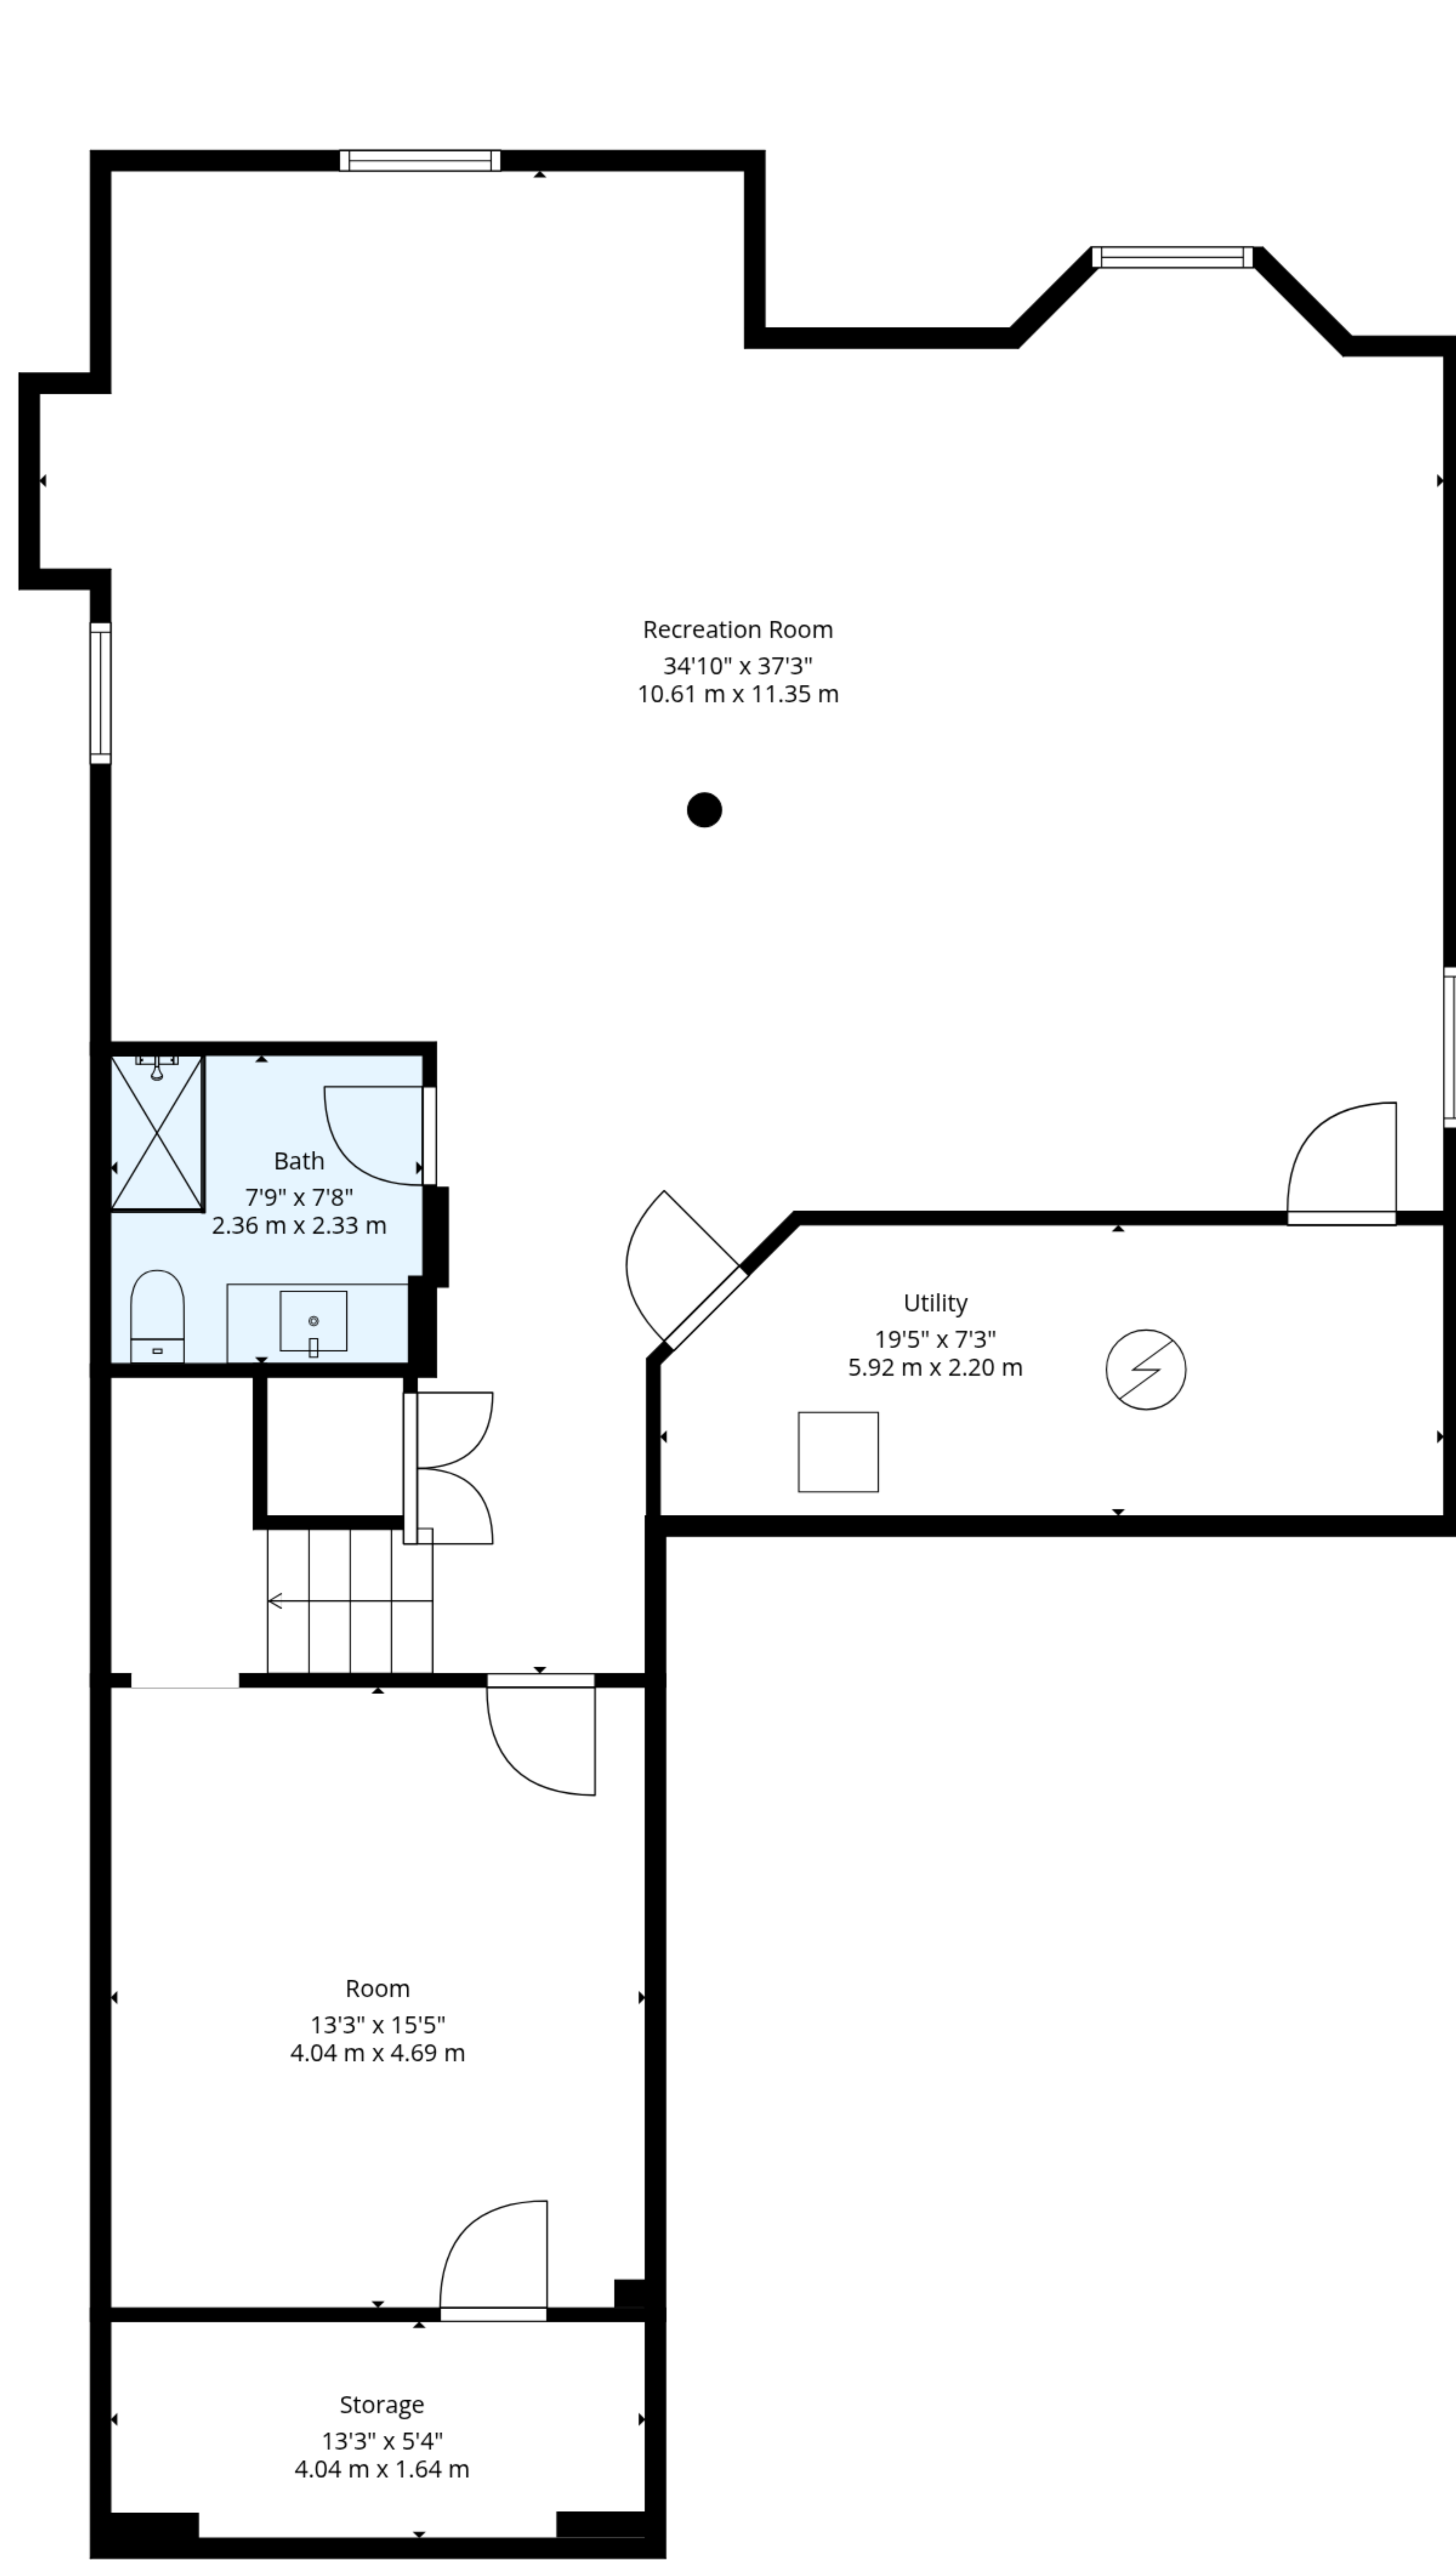 Recreation Room
34'10" x 37'3"
10.61 m x 11.35 m
Bath
7'9" x 7'8"
2.36 m x 2.33 m
Utility
19'5" x 7'3"
5.92 m x 2.20 m
Room
13'3" x 15'5"
4.04 m x 4.69 m
Storage
13'3" x 5'4"
4.04 m x 1.64 m